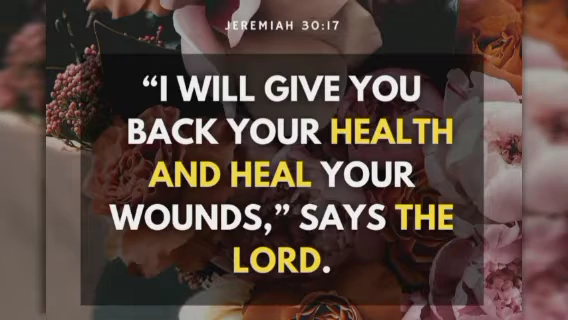 JEREMIAH 30:17
“I WILL GIVE YOU
BACK YOUR HEALTH
AND HEAL YOUR
WOUNDS,” SAYS THE
LORD.